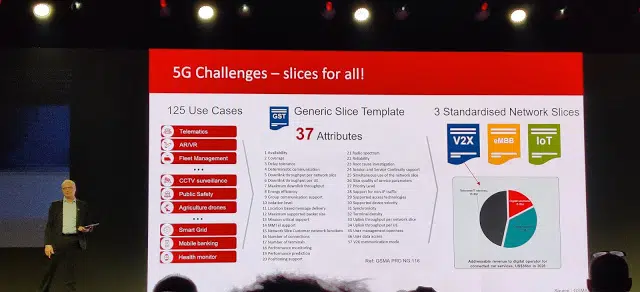 5G Challenges – slices for all!
125 Use Cases
Telematics
AR/VR
Fleet Management
CCTV surveillance
Public Safety
Agriculture drones
Smart Grid
Mobile banking
Health monitor
GST
Generic Slice Template
37 Attributes
1 Availability
2 Coverage
3 Delay tolerance
4 Deterministic communication
5 Downlink throughput per network slice
6 Downlink throughput per UE
7 Maximum downlink throughput
8 Energy efficiency
9 Group communication support
10 Isolation level
11 Location based message delivery
12 Maximum supported packet size
13 Mission critical support
14 MMTel support
15 Network Slice Customer network functions
16 Number of connections
17 Number of terminals
18 Performance monitoring
19 Performance prediction
20 Positioning support
21 Radio spectrum
22 Reliability
23 Root cause investigation
24 Session and Service Continuity support
25 Simultaneous use of the network slice
26 Slice quality of service parameters
27 Priority Level
28 Support for non-IP traffic
29 Supported access technologies
30 Supported device velocity
31 Synchronicity
32 Terminal density
33 Uplink throughput per network slice
34 Uplink throughput per UE
35 User management openness
36 User data access
37 V2X communication mode
Ref: GSMA PRD NG.116
3 Standardised Network Slices
V2X
eMBB
IoT
Addressable revenue to digital operator for
connected car services,
in 2026